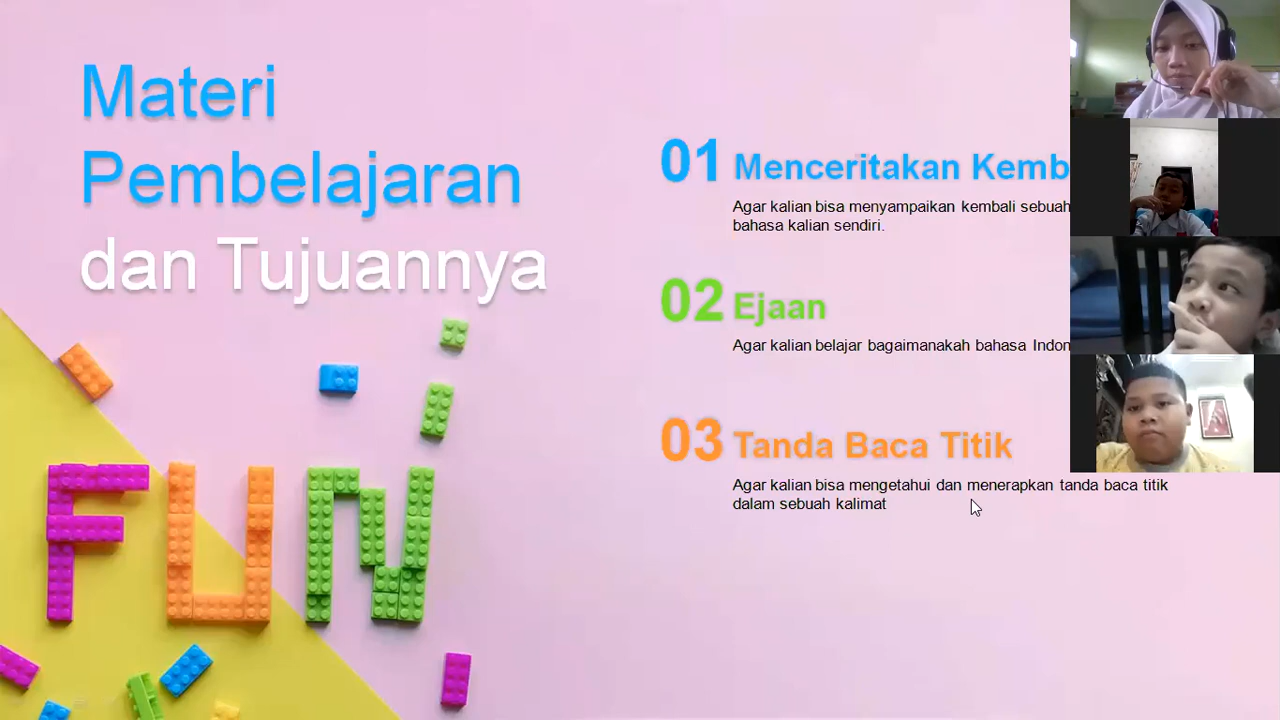 Materi
Pembelajaran
dan Tujuannya
FUN
01 Menceritakan
Agar kalian bisa menyampaikan kembali sebuah
bahasa kalian sendiri.
02 Ejaan
Agar kalian belajar bagaimanakah bahasa
03 Tanda Baca Titik
Agar kalian bisa mengetahui dan menerapkan tanda baca titik
dalam sebuah kalimat